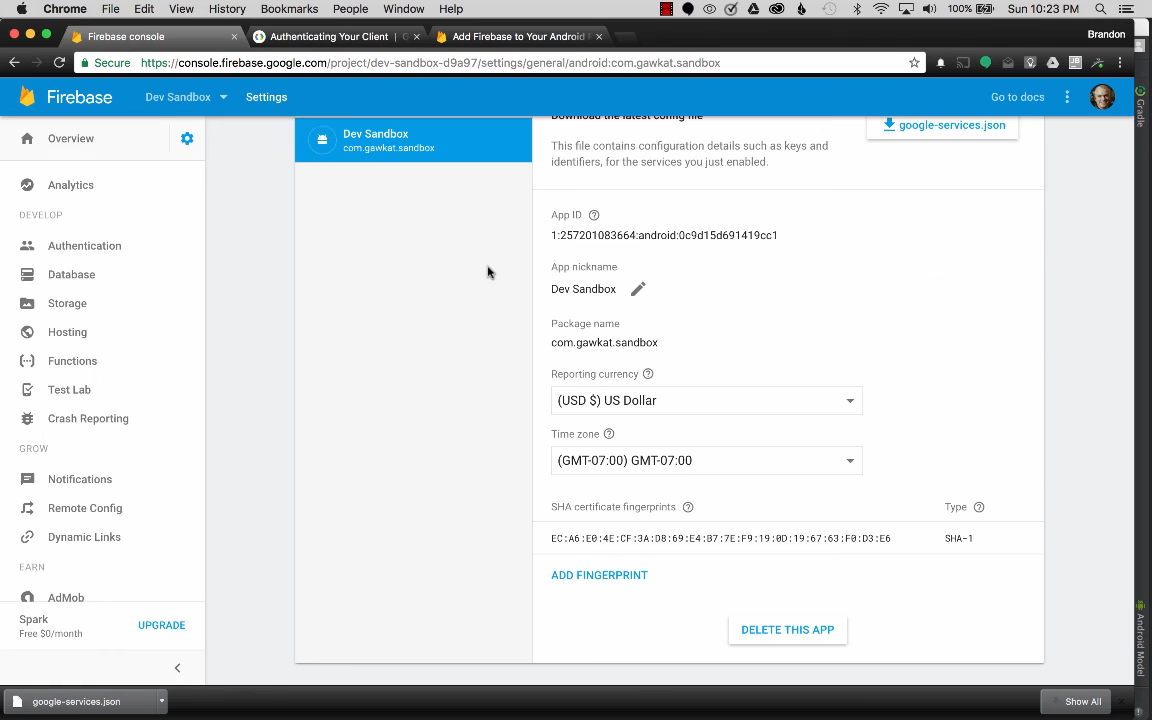 Chrome File Edit View History Bookmarks People Window Help 100% Sun 10:23 PM
Firebase console Authenticating Your Client | G Add Firebase to Your Android Brandon
Secure https://console.firebase.google.com/project/dev-sandbox-d9a97/settings/general/android:com.gawkat.sandbox
Firebase Dev Sandbox Settings Go to docs
Overview
Analytics
DEVELOP
Authentication
Database
Storage
Hosting
Functions
Test Lab
Crash Reporting
GROW
Notifications
Remote Config
Dynamic Links
EARN
AdMob
Spark
Free $0/month
UPGRADE
Dev Sandbox
com.gawkat.sandbox
Download the latest config file
google-services.json
This file contains configuration details such as keys and
identifiers, for the services you just enabled.
App ID
1:257201083664:android:0c9d15d691419cc1
App nickname
Dev Sandbox
Package name
com.gawkat.sandbox
Reporting currency
(USD $) US Dollar
Time zone
(GMT-07:00) GMT-07:00
SHA certificate fingerprints Type
EC:A6:E0:4E:CF:3A:D8:69:E4:B7:7E:F9:19:0D:19:67:63:F0:D3:E6 SHA-1
ADD FINGERPRINT
DELETE THIS APP
google-services.json Show All
Gradle
Android Model